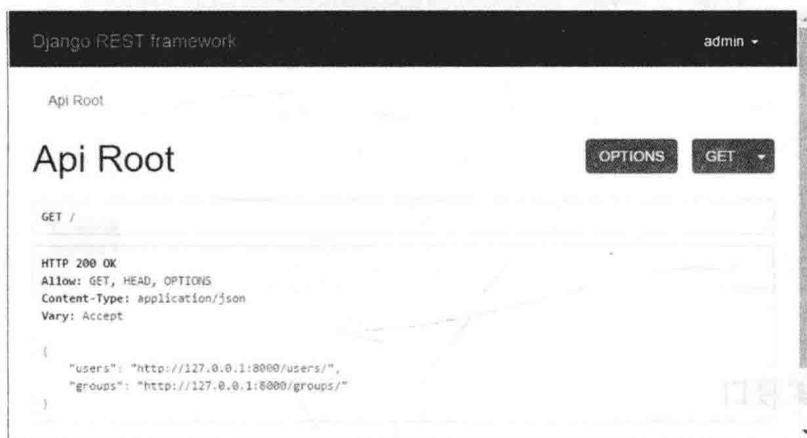 Django REST framework
admin
Api Root
Api Root
OPTIONS
GET
GET /
HTTP 200 OK
Allow: GET, HEAD, OPTIONS
Content-Type: application/json
Vary: Accept
{
"users": "http://127.0.0.1:8000/users/",
"groups": "http://127.0.0.1:8000/groups/"
}